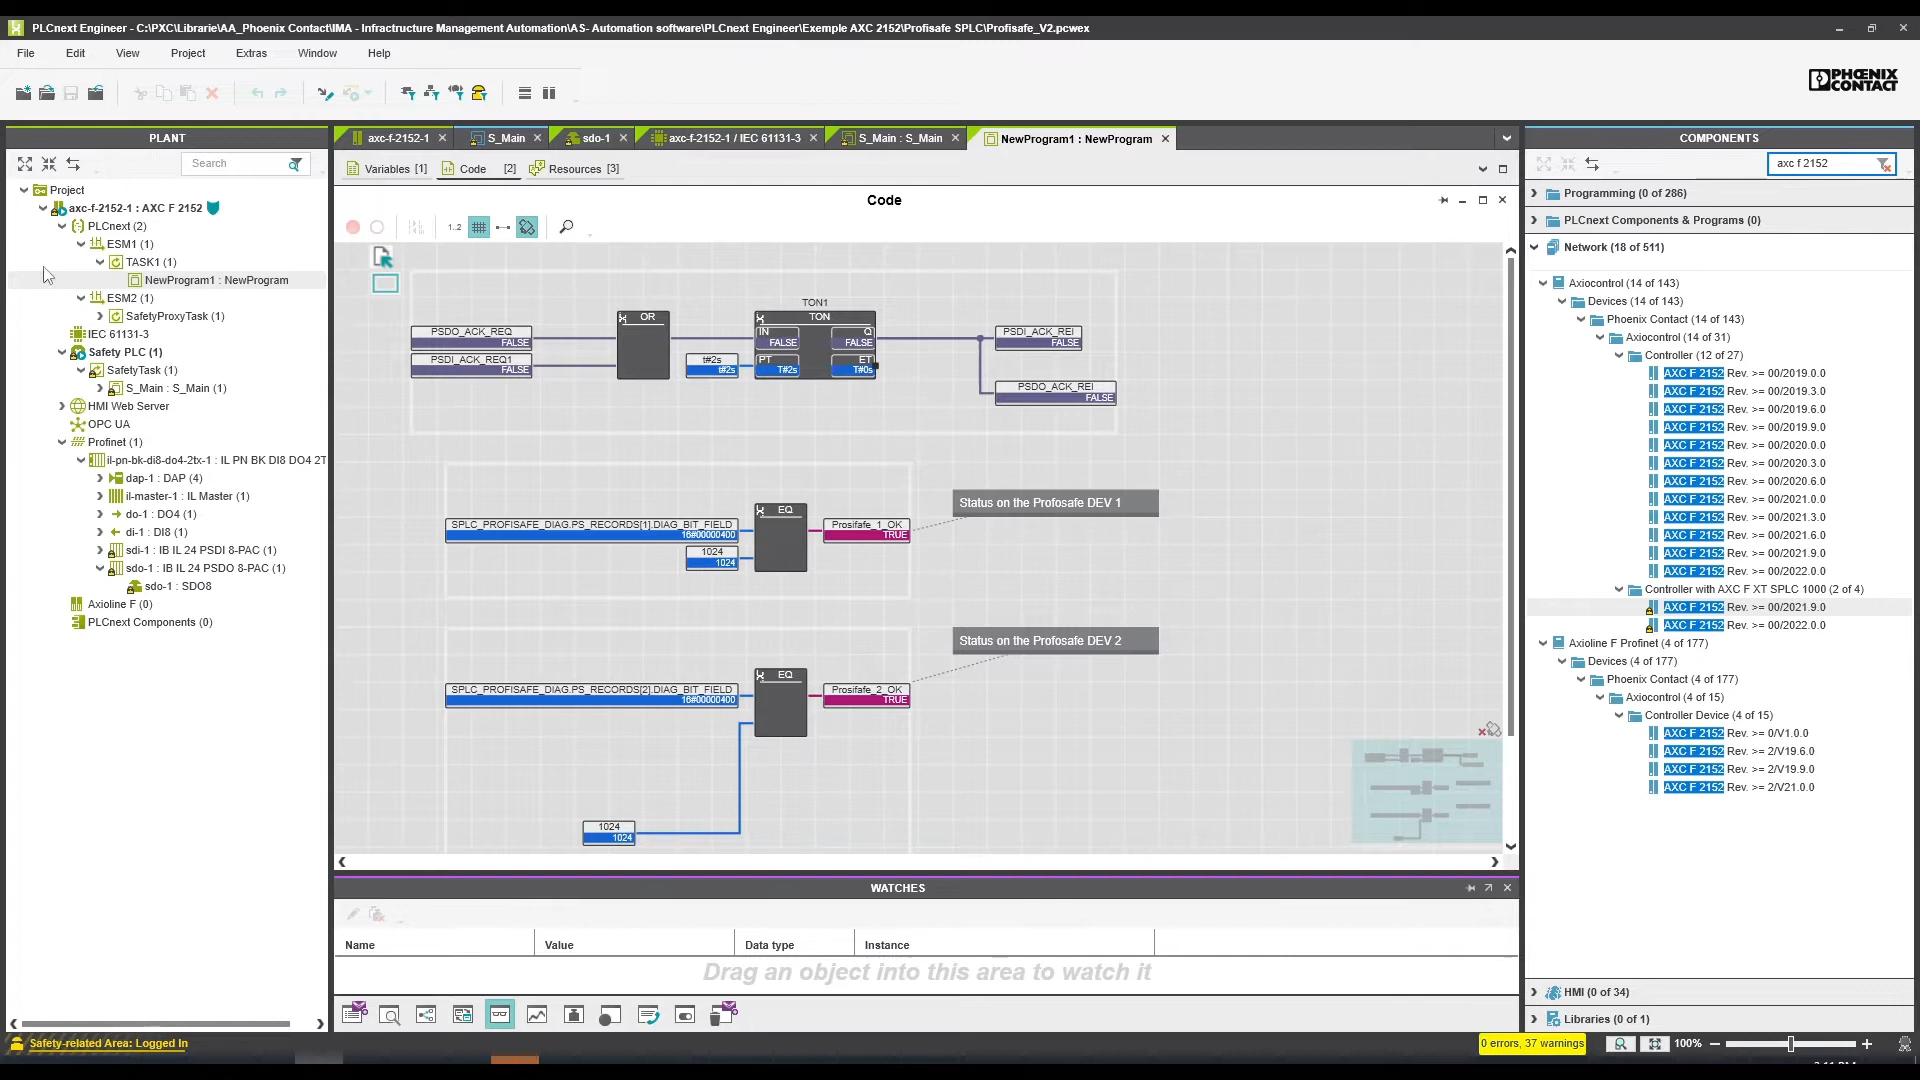 PLCnext Engineer - C:\PXC\Librarie\AA_Phoenix Contact\IMA - Infractructure Management Automation\AS- Automation software\PLCnext Engineer\Exemple AXC 2152\Profisafe SPLC\Profisafe_V2.pcwex
File Edit View Project Extras Window Help
PHOENIX CONTACT
PLANT
Search
Project
axc-f-2152-1 : AXC F 2152
PLCnext (2)
ESM1 (1)
TASK1 (1)
NewProgram1 : NewProgram
ESM2 (1)
SafetyProxyTask (1)
IEC 61131-3
Safety PLC (1)
SafetyTask (1)
S_Main : S_Main (1)
HMI Web Server
OPC UA
Profinet (1)
il-pn-bk-di8-do4-2tx-1 : IL PN BK DI8 DO4 2T
dap-1 : DAP (4)
il-master-1 : IL Master (1)
do-1 : DO4 (1)
di-1 : DI8 (1)
sdi-1 : IB IL 24 PSDI 8-PAC (1)
sdo-1 : IB IL 24 PSDO 8-PAC (1)
sdo-1 : SDO8
Axioline F (0)
PLCnext Components (0)
axc-f-2152-1 S_Main sdo-1 axc-f-2152-1 / IEC 61131-3 S_Main : S_Main NewProgram1 : NewProgram
Variables [1] Code [2] Resources [3]
Code
1..2
TON1
OR
TON
PSDO_ACK_REQ
FALSE
PSDI_ACK_REQ1
FALSE
t#2s
t#2s
IN
FALSE
Q
FALSE
PT
T#2s
ET
T#0s
PSDI_ACK_REI
FALSE
PSDO_ACK_REI
FALSE
Status on the Profosafe DEV 1
EQ
SPLC_PROFISAFE_DIAG.PS_RECORDS[1].DIAG_BIT_FIELD
16#00000400
1024
1024
Prosifafe_1_OK
TRUE
Status on the Profosafe DEV 2
EQ
SPLC_PROFISAFE_DIAG.PS_RECORDS[2].DIAG_BIT_FIELD
16#00000400
Prosifafe_2_OK
TRUE
1024
1024
WATCHES
Name Value Data type Instance
Drag an object into this area to watch it
COMPONENTS
axc f 2152
Programming (0 of 286)
PLCnext Components & Programs (0)
Network (18 of 511)
Axiocontrol (14 of 143)
Devices (14 of 143)
Phoenix Contact (14 of 143)
Axiocontrol (14 of 31)
Controller (12 of 27)
AXC F 2152 Rev. >= 00/2019.0.0
AXC F 2152 Rev. >= 00/2019.3.0
AXC F 2152 Rev. >= 00/2019.6.0
AXC F 2152 Rev. >= 00/2019.9.0
AXC F 2152 Rev. >= 00/2020.0.0
AXC F 2152 Rev. >= 00/2020.3.0
AXC F 2152 Rev. >= 00/2020.6.0
AXC F 2152 Rev. >= 00/2021.0.0
AXC F 2152 Rev. >= 00/2021.3.0
AXC F 2152 Rev. >= 00/2021.6.0
AXC F 2152 Rev. >= 00/2021.9.0
AXC F 2152 Rev. >= 00/2022.0.0
Controller with AXC F XT SPLC 1000 (2 of 4)
AXC F 2152 Rev. >= 00/2021.9.0
AXC F 2152 Rev. >= 00/2022.0.0
Axioline F Profinet (4 of 177)
Devices (4 of 177)
Phoenix Contact (4 of 177)
Axiocontrol (4 of 15)
Controller Device (4 of 15)
AXC F 2152 Rev. >= 0/V1.0.0
AXC F 2152 Rev. >= 2/V19.6.0
AXC F 2152 Rev. >= 2/V19.9.0
AXC F 2152 Rev. >= 2/V21.0.0
HMI (0 of 34)
Libraries (0 of 1)
Safety-related Area: Logged In
0 errors, 37 warnings
100%